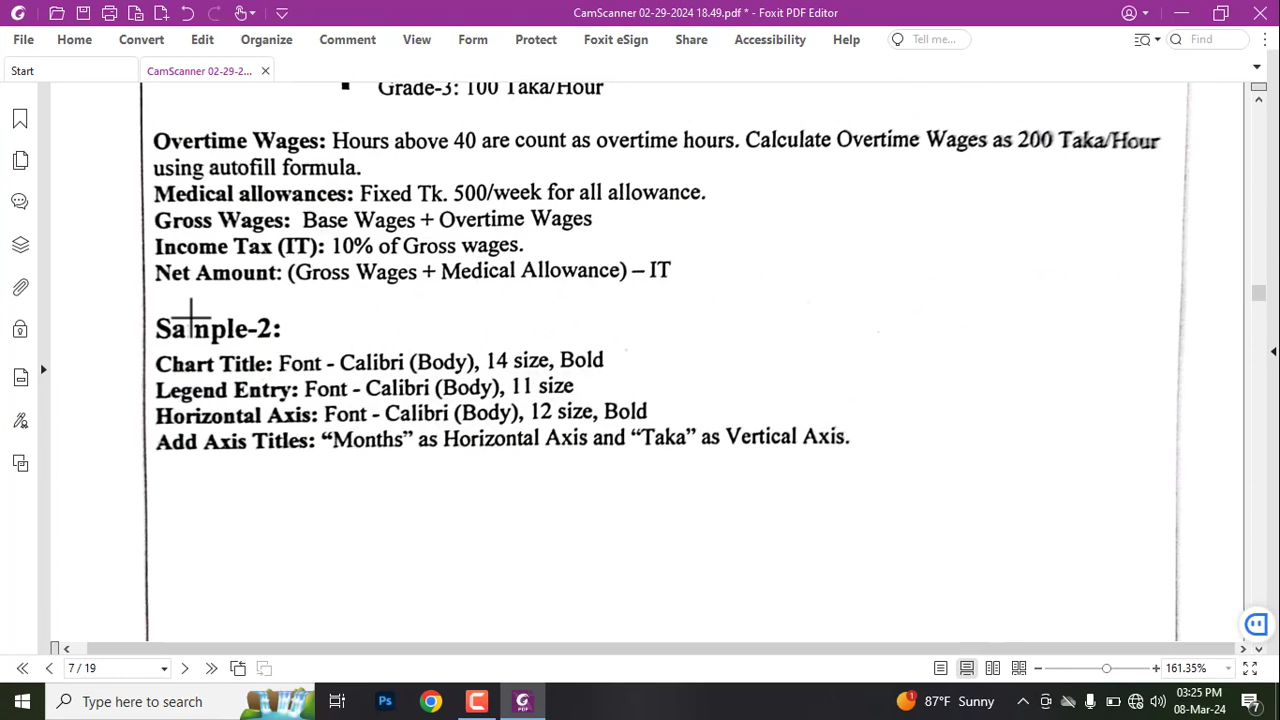 CamScanner 02-29-2024 18.49.pdf * - Foxit PDF Editor
File Home Convert Edit Organize Comment View Form Protect Foxit eSign Share Accessibility Help Tell me... Find
Start CamScanner 02-29-2...
Grade-3: 100 Taka/Hour
Overtime Wages: Hours above 40 are count as overtime hours. Calculate Overtime Wages as 200 Taka/Hour
using autofill formula.
Medical allowances: Fixed Tk. 500/week for all allowance.
Gross Wages: Base Wages + Overtime Wages
Income Tax (IT): 10% of Gross wages.
Net Amount: (Gross Wages + Medical Allowance) – IT
Sample-2:
Chart Title: Font - Calibri (Body), 14 size, Bold
Legend Entry: Font - Calibri (Body), 11 size
Horizontal Axis: Font - Calibri (Body), 12 size, Bold
Add Axis Titles: “Months” as Horizontal Axis and “Taka” as Vertical Axis.
7 / 19 161.35%
Type here to search Ps PDF 1 87°F Sunny 03:25 PM
08-Mar-24 7